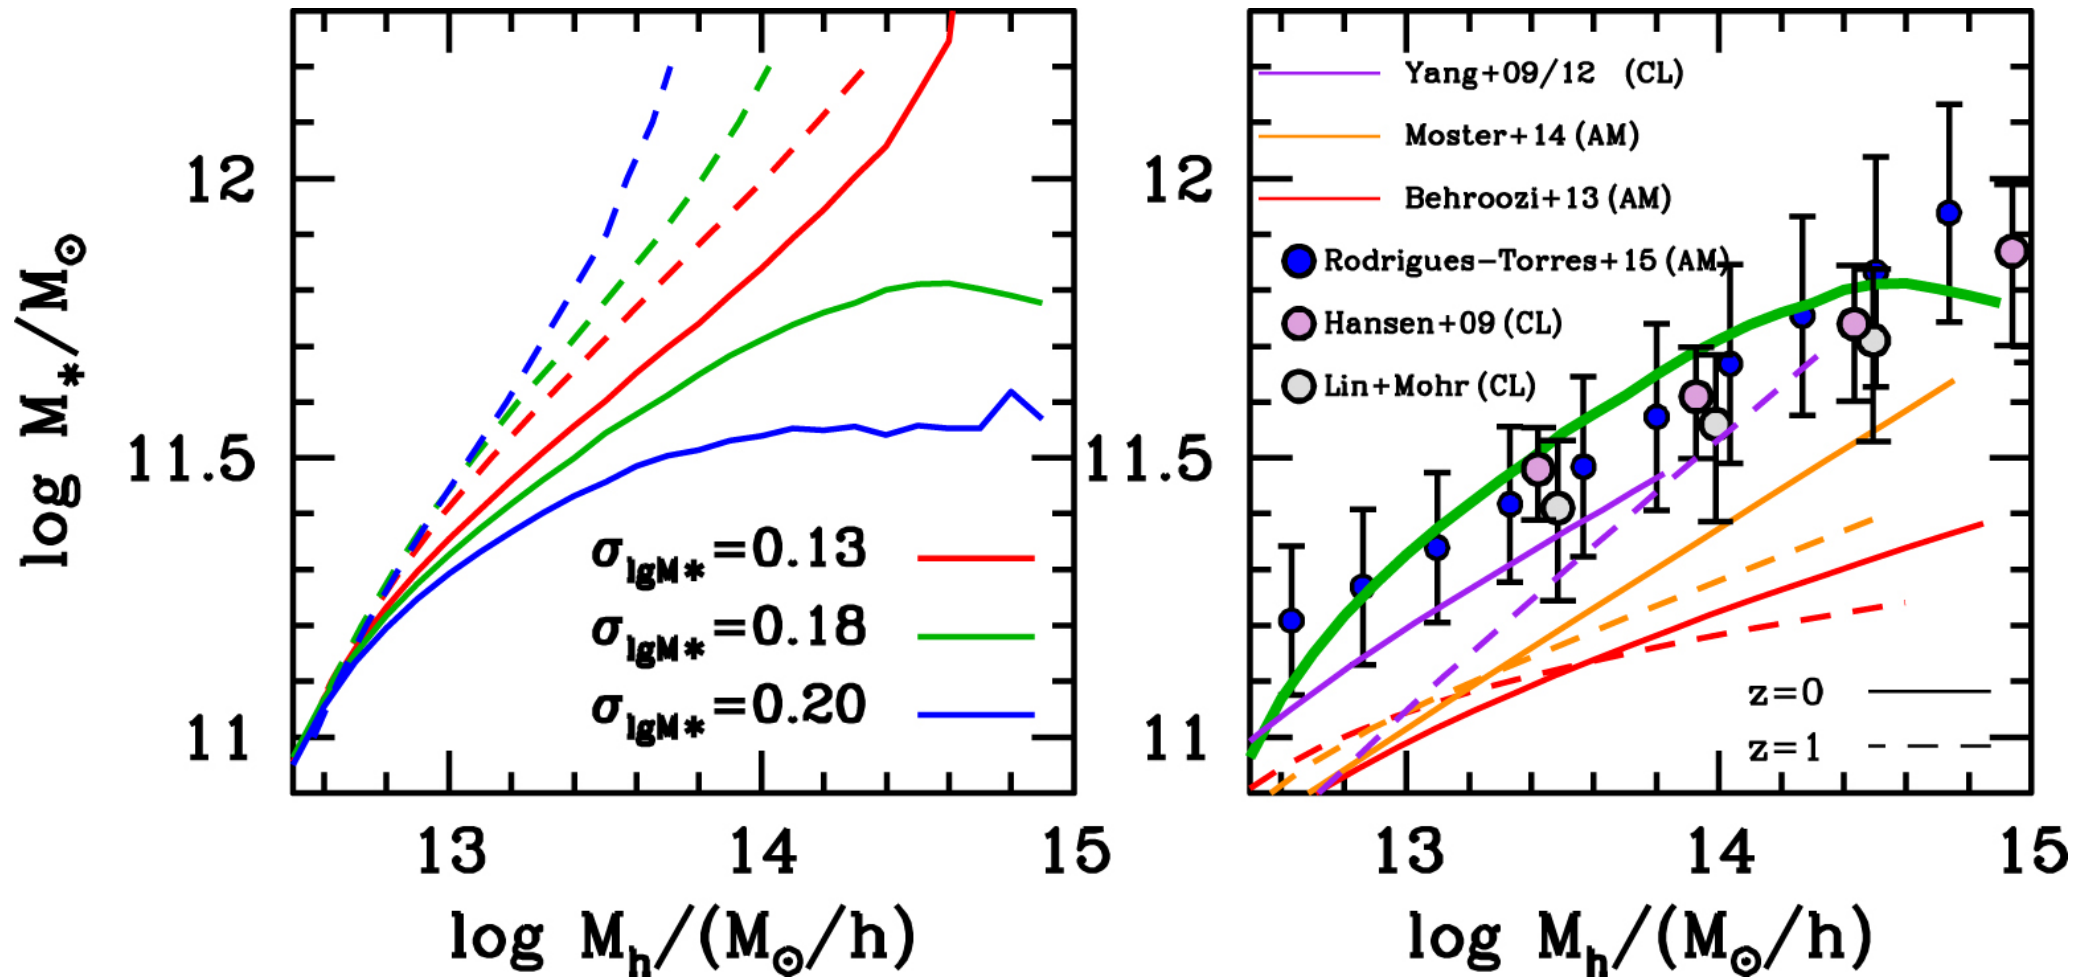 log M*/M☉
12
11.5
11
σlgM*=0.13
σlgM*=0.18
σlgM*=0.20
13
14
15
log Mh/(M☉/h)
12
11.5
11
Yang+09/12 (CL)
Moster+14 (AM)
Behroozi+13 (AM)
Rodrigues−Torres+15 (AM)
Hansen+09 (CL)
Lin+Mohr (CL)
z=0
z=1
13
14
15
log Mh/(M☉/h)